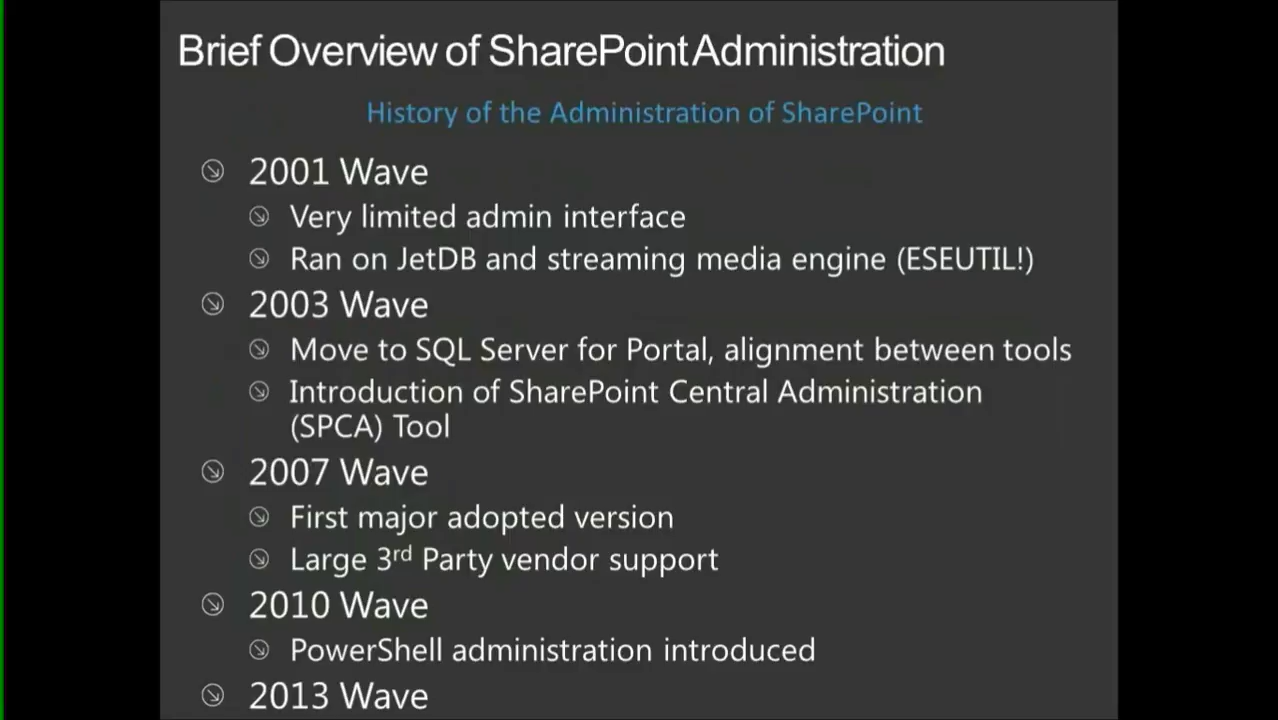 Brief Overview of SharePoint Administration
History of the Administration of SharePoint
2001 Wave
Very limited admin interface
Ran on JetDB and streaming media engine (ESEUTIL!)
2003 Wave
Move to SQL Server for Portal, alignment between tools
Introduction of SharePoint Central Administration
(SPCA) Tool
2007 Wave
First major adopted version
Large 3rd Party vendor support
2010 Wave
PowerShell administration introduced
2013 Wave